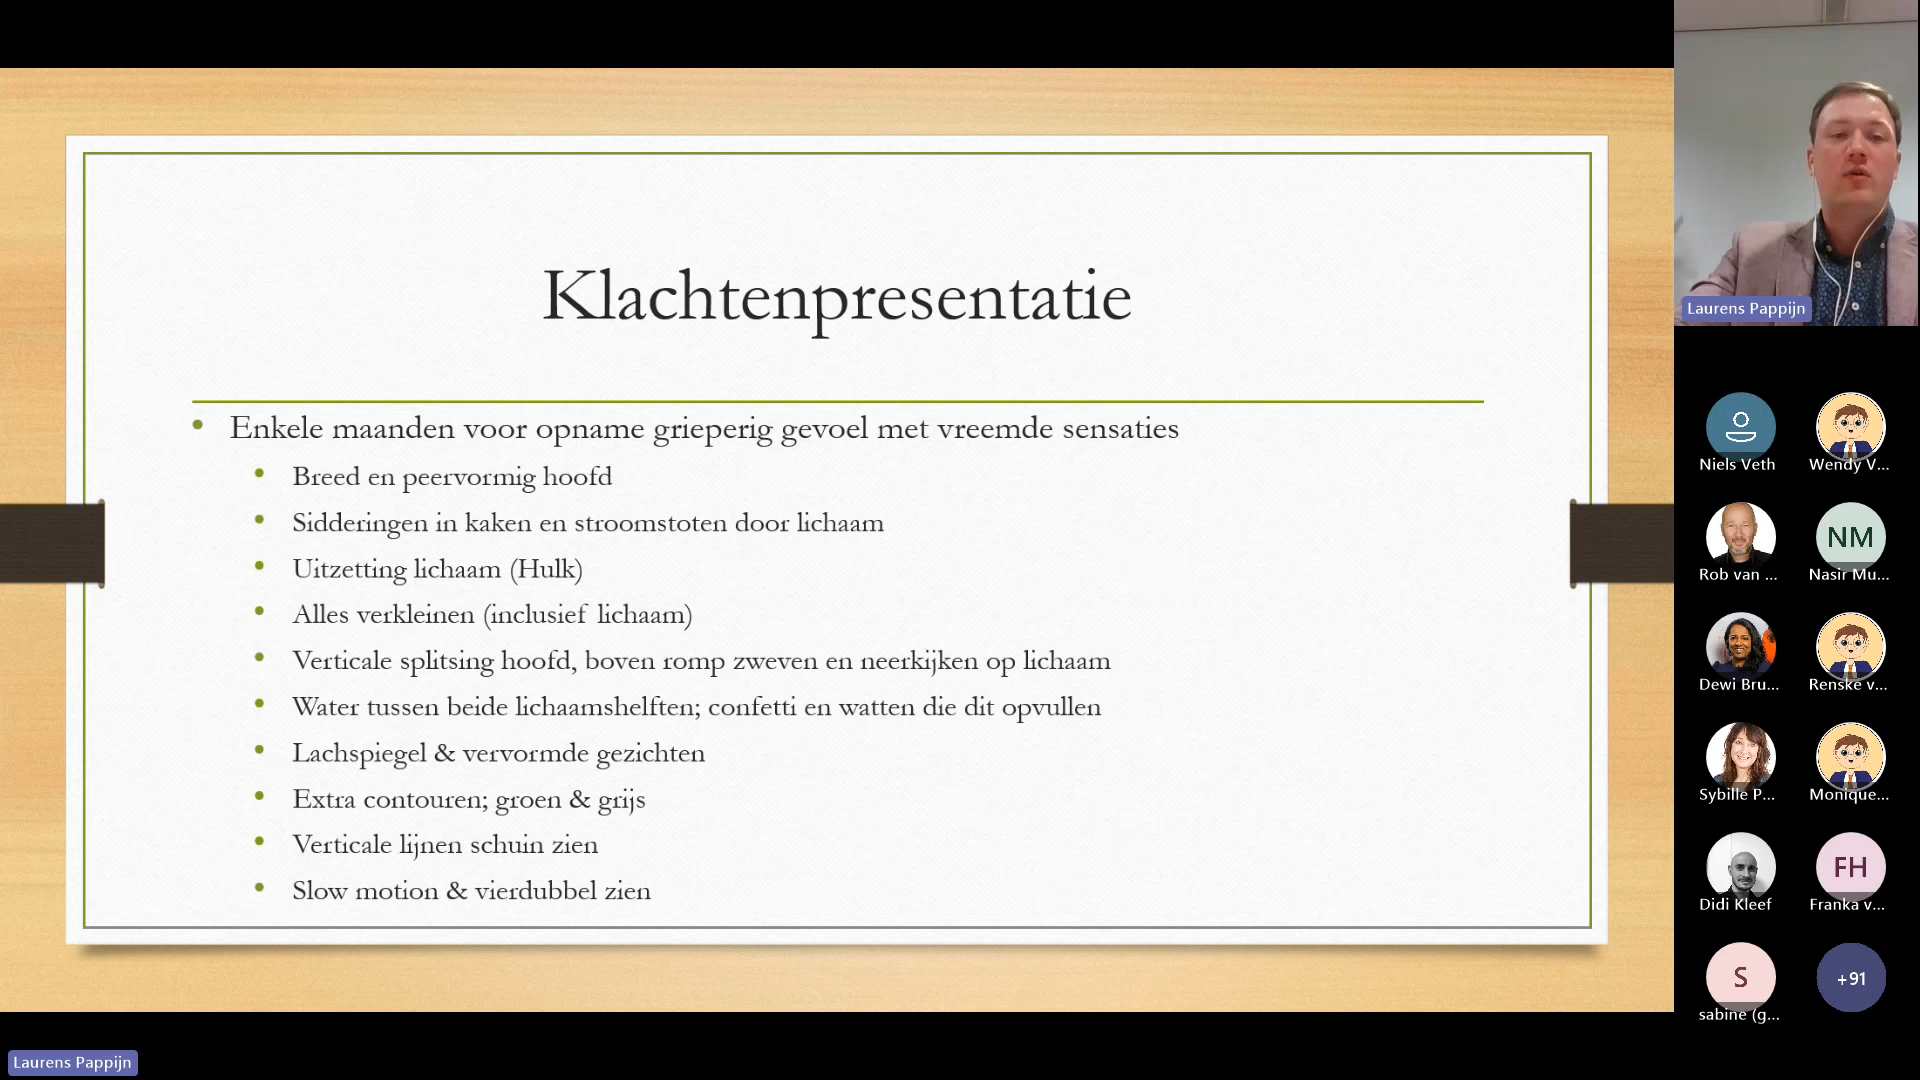 Klachtenpresentatie
Enkele maanden voor opname grieperig gevoel met vreemde sensaties
Breed en peervormig hoofd
Sidderingen in kaken en stroomstoten door lichaam
Uitzetting lichaam (Hulk)
Alles verkleinen (inclusief lichaam)
Verticale splitsing hoofd, boven romp zweven en neerkijken op lichaam
Water tussen beide lichaamshelften; confetti en watten die dit opvullen
Lachspiegel & vervormde gezichten
Extra contouren; groen & grijs
Verticale lijnen schuin zien
Slow motion & vierdubbel zien
Laurens Pappijn
Niels Veth
Wendy V...
Rob van ...
NM
Nasir Mu...
Dewi Bru...
Renske v...
Sybille P...
Monique...
Didi Kleef
FH
Franka v...
S
sabine (g...
+91
Laurens Pappijn